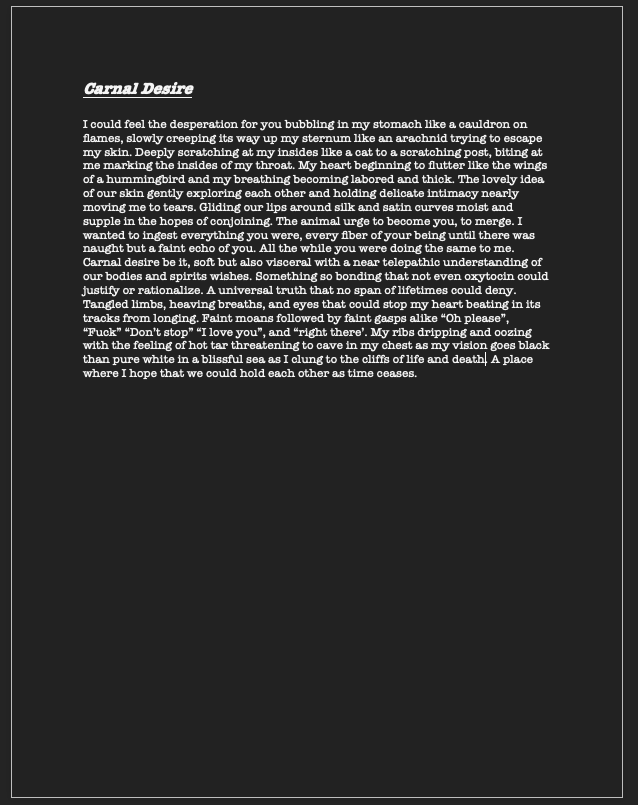 Carnal Desire
I could feel the desperation for you bubbling in my stomach like a cauldron on
flames, slowly creeping its way up my sternum like an arachnid trying to escape
my skin. Deeply scratching at my insides like a cat to a scratching post, biting at
me marking the insides of my throat. My heart beginning to flutter like the wings
of a hummingbird and my breathing becoming labored and thick. The lovely idea
of our skin gently exploring each other and holding delicate intimacy nearly
moving me to tears. Gliding our lips around silk and satin curves moist and
supple in the hopes of conjoining. The animal urge to become you, to merge. I
wanted to ingest everything you were, every fiber of your being until there was
naught but a faint echo of you. All the while you were doing the same to me.
Carnal desire be it, soft but also visceral with a near telepathic understanding of
our bodies and spirits wishes. Something so bonding that not even oxytocin could
justify or rationalize. A universal truth that no span of lifetimes could deny.
Tangled limbs, heaving breaths, and eyes that could stop my heart beating in its
tracks from longing. Faint moans followed by faint gasps alike “Oh please”,
“Fuck” “Don’t stop” “I love you”, and “right there’. My ribs dripping and oozing
with the feeling of hot tar threatening to cave in my chest as my vision goes black
than pure white in a blissful sea as I clung to the cliffs of life and death. A place
where I hope that we could hold each other as time ceases.